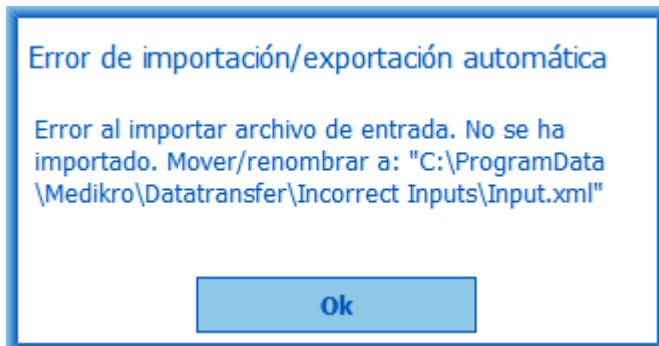 Error de importación/exportación automática
Error al importar archivo de entrada. No se ha
importado. Mover/renombrar a: "C:\ProgramData
\Medikro\Datatransfer\Incorrect Inputs\Input.xml"
Ok